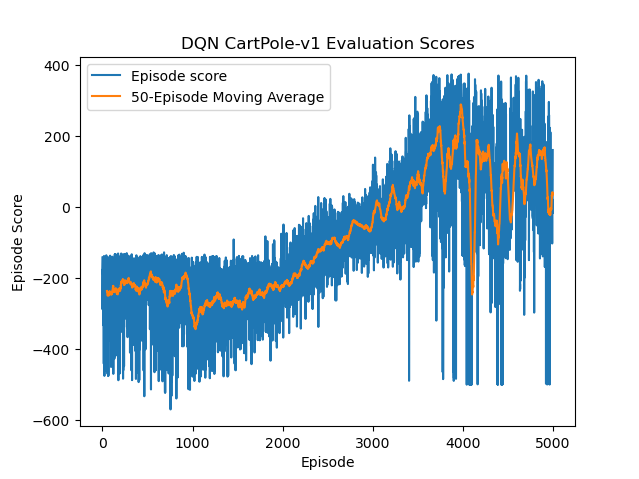 DQN CartPole-v1 Evaluation Scores
Episode score
50-Episode Moving Average
Episode Score
400
200
0
−200
−400
−600
0 1000 2000 3000 4000 5000
Episode